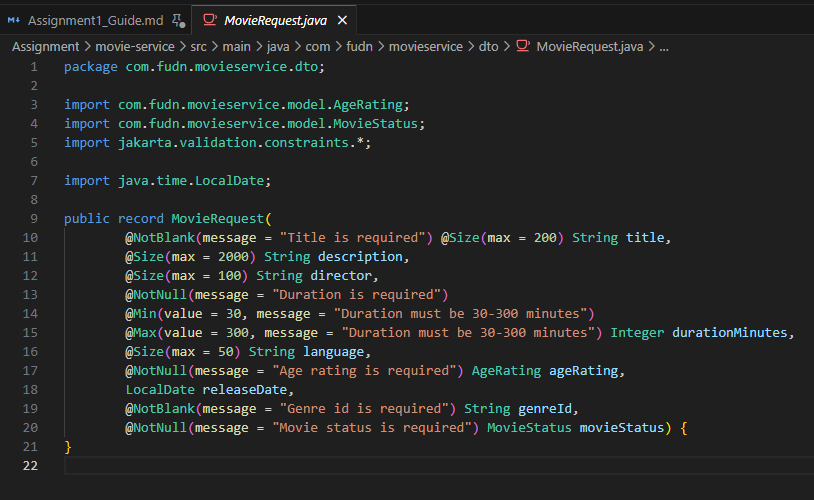 Assignment1_Guide.md
MovieRequest.java
Assignment > movie-service > src > main > java > com > fudn > movieservice > dto > MovieRequest.java > ...
1 package com.fudn.movieservice.dto;
2
3 import com.fudn.movieservice.model.AgeRating;
4 import com.fudn.movieservice.model.MovieStatus;
5 import jakarta.validation.constraints.*;
6
7 import java.time.LocalDate;
8
9 public record MovieRequest(
10         @NotBlank(message = "Title is required") @Size(max = 200) String title,
11         @Size(max = 2000) String description,
12         @Size(max = 100) String director,
13         @NotNull(message = "Duration is required")
14         @Min(value = 30, message = "Duration must be 30-300 minutes")
15         @Max(value = 300, message = "Duration must be 30-300 minutes") Integer durationMinutes,
16         @Size(max = 50) String language,
17         @NotNull(message = "Age rating is required") AgeRating ageRating,
18         LocalDate releaseDate,
19         @NotBlank(message = "Genre id is required") String genreId,
20         @NotNull(message = "Movie status is required") MovieStatus movieStatus) {
21 }
22